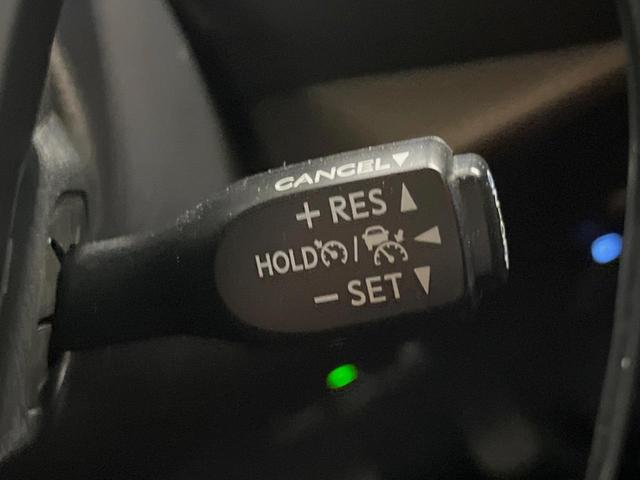 CANCEL▼
+ RES ▲
HOLD / ◀
− SET ▼